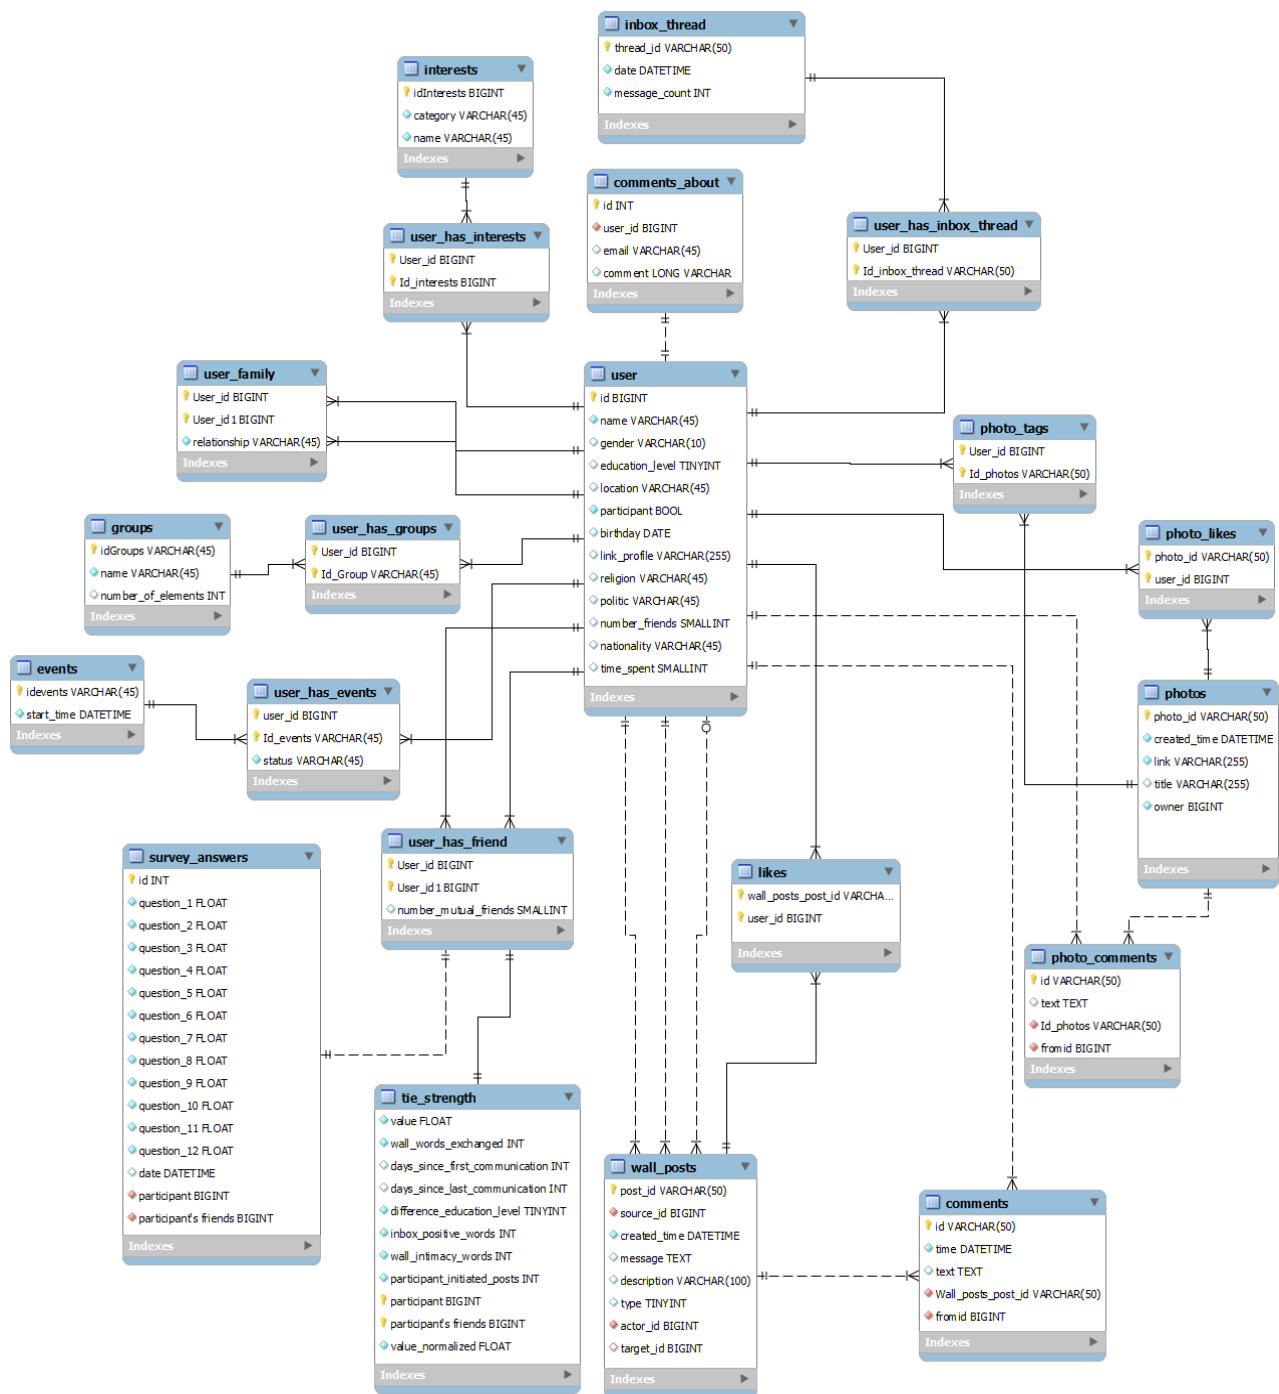 inbox_thread
thread_id VARCHAR(50)
date DATETIME
message_count INT
Indexes
interests
idInterests BIGINT
category VARCHAR(45)
name VARCHAR(45)
Indexes
comments_about
id INT
user_id BIGINT
email VARCHAR(45)
comment LONG VARCHAR
Indexes
user_has_interests
User_id BIGINT
Id_interests BIGINT
Indexes
user_has_inbox_thread
User_id BIGINT
Id_inbox_thread VARCHAR(50)
Indexes
user_family
User_id BIGINT
User_id1 BIGINT
relationship VARCHAR(45)
Indexes
user
id BIGINT
name VARCHAR(45)
gender VARCHAR(10)
education_level TINYINT
location VARCHAR(45)
participant BOOL
birthday DATE
link_profile VARCHAR(255)
religion VARCHAR(45)
politic VARCHAR(45)
number_friends SMALLINT
nationality VARCHAR(45)
time_spent SMALLINT
Indexes
photo_tags
User_id BIGINT
Id_photos VARCHAR(50)
Indexes
groups
idGroups VARCHAR(45)
name VARCHAR(45)
number_of_elements INT
Indexes
user_has_groups
User_id BIGINT
Id_Group VARCHAR(45)
Indexes
photo_likes
photo_id VARCHAR(50)
user_id BIGINT
Indexes
events
idevents VARCHAR(45)
start_time DATETIME
Indexes
user_has_events
user_id BIGINT
Id_events VARCHAR(45)
status VARCHAR(45)
Indexes
photos
photo_id VARCHAR(50)
created_time DATETIME
link VARCHAR(255)
title VARCHAR(255)
owner BIGINT
Indexes
survey_answers
id INT
question_1 FLOAT
question_2 FLOAT
question_3 FLOAT
question_4 FLOAT
question_5 FLOAT
question_6 FLOAT
question_7 FLOAT
question_8 FLOAT
question_9 FLOAT
question_10 FLOAT
question_11 FLOAT
question_12 FLOAT
date DATETIME
participant BIGINT
participant's friends BIGINT
Indexes
user_has_friend
User_id BIGINT
User_id1 BIGINT
number_mutual_friends SMALLINT
Indexes
likes
wall_posts_post_id VARCHA...
user_id BIGINT
Indexes
photo_comments
id VARCHAR(50)
text TEXT
Id_photos VARCHAR(50)
fromid BIGINT
Indexes
tie_strength
value FLOAT
wall_words_exchanged INT
days_since_first_communication INT
days_since_last_communication INT
difference_education_level TINYINT
inbox_positive_words INT
wall_intimacy_words INT
participant_initiated_posts INT
participant BIGINT
participant's friends BIGINT
value_normalized FLOAT
Indexes
wall_posts
post_id VARCHAR(50)
source_id BIGINT
created_time DATETIME
message TEXT
description VARCHAR(100)
type TINYINT
actor_id BIGINT
target_id BIGINT
Indexes
comments
id VARCHAR(50)
time DATETIME
text TEXT
Wall_posts_post_id VARCHAR(50)
fromid BIGINT
Indexes